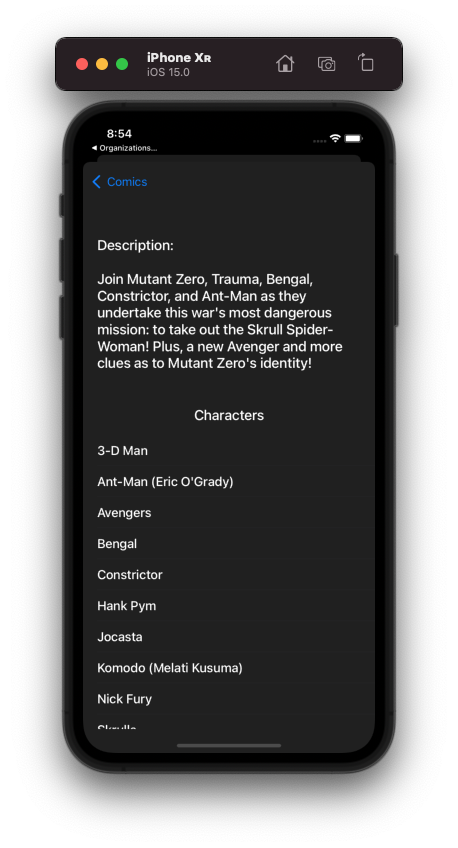 iPhone XR
iOS 15.0
8:54
Organizations...
Comics
Description:
Join Mutant Zero, Trauma, Bengal,
Constrictor, and Ant-Man as they
undertake this war's most dangerous
mission: to take out the Skrull Spider-
Woman! Plus, a new Avenger and more
clues as to Mutant Zero's identity!
Characters
3-D Man
Ant-Man (Eric O'Grady)
Avengers
Bengal
Constrictor
Hank Pym
Jocasta
Komodo (Melati Kusuma)
Nick Fury
Skrulls